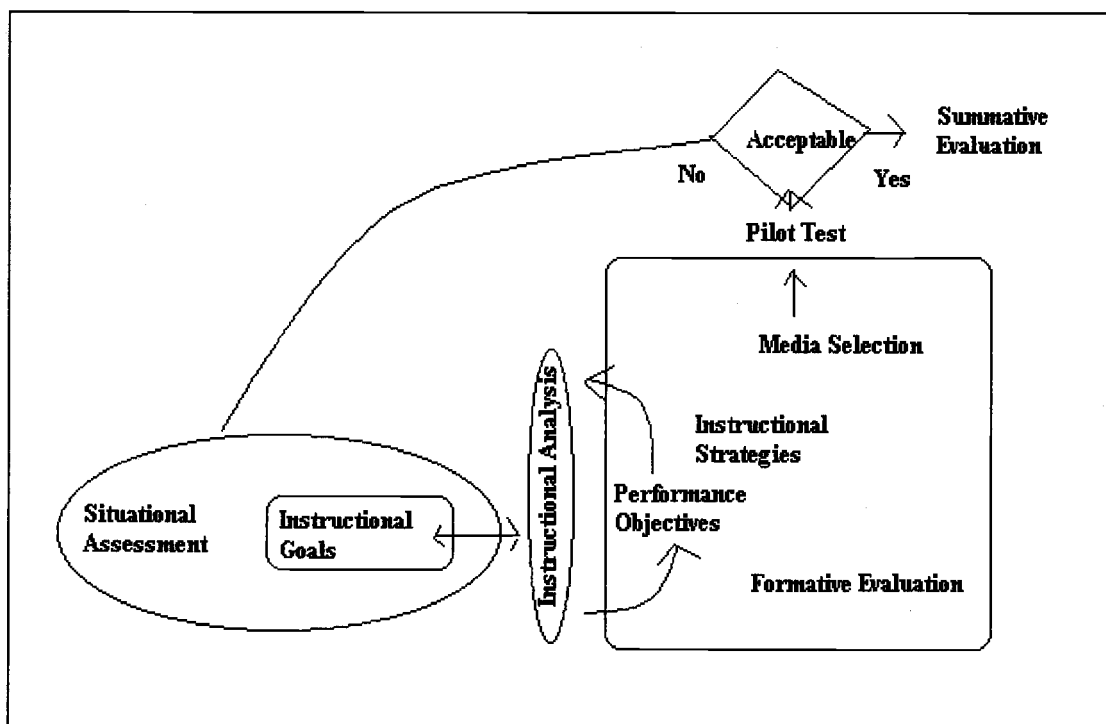 Summative
Evaluation
Acceptable
No
Yes
Pilot Test
Media Selection
Instructional Analysis
Instructional
Strategies
Performance
Objectives
Situational
Assessment
Instructional
Goals
Formative Evaluation